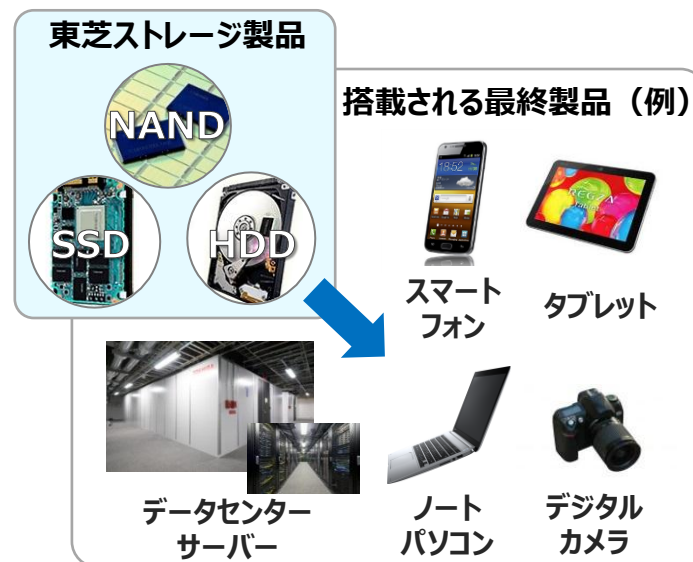 東芝ストレージ製品
NAND
SSD
HDD
搭載される最終製品（例）
18:52
REGZA
スマート
フォン
タブレット
データセンター
サーバー
ノート
パソコン
デジタル
カメラ